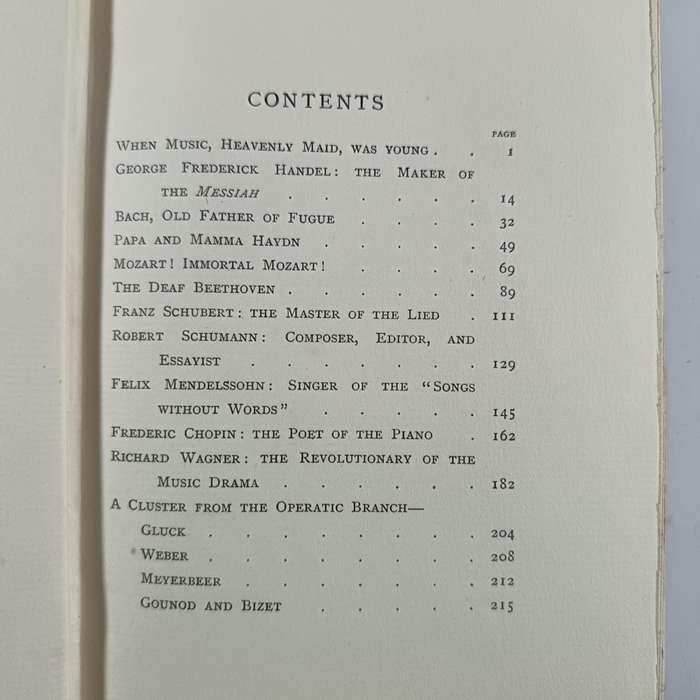 CONTENTS
PAGE
WHEN MUSIC, HEAVENLY MAID, WAS YOUNG . . 1
GEORGE FREDERICK HANDEL: THE MAKER OF
THE MESSIAH . . . . . . 14
BACH, OLD FATHER OF FUGUE . . . . 32
PAPA AND MAMMA HAYDN . . . . . 49
MOZART! IMMORTAL MOZART! . . . . 69
THE DEAF BEETHOVEN . . . . . . 89
FRANZ SCHUBERT: THE MASTER OF THE LIED . 111
ROBERT SCHUMANN: COMPOSER, EDITOR, AND
ESSAYIST . . . . . . . 129
FELIX MENDELSSOHN: SINGER OF THE "SONGS
WITHOUT WORDS" . . . . . 145
FREDERIC CHOPIN: THE POET OF THE PIANO . 162
RICHARD WAGNER: THE REVOLUTIONARY OF THE
MUSIC DRAMA . . . . . . 182
A CLUSTER FROM THE OPERATIC BRANCH—
GLUCK . . . . . . . . 204
WEBER . . . . . . . . 208
MEYERBEER . . . . . . . 212
GOUNOD AND BIZET . . . . . 215